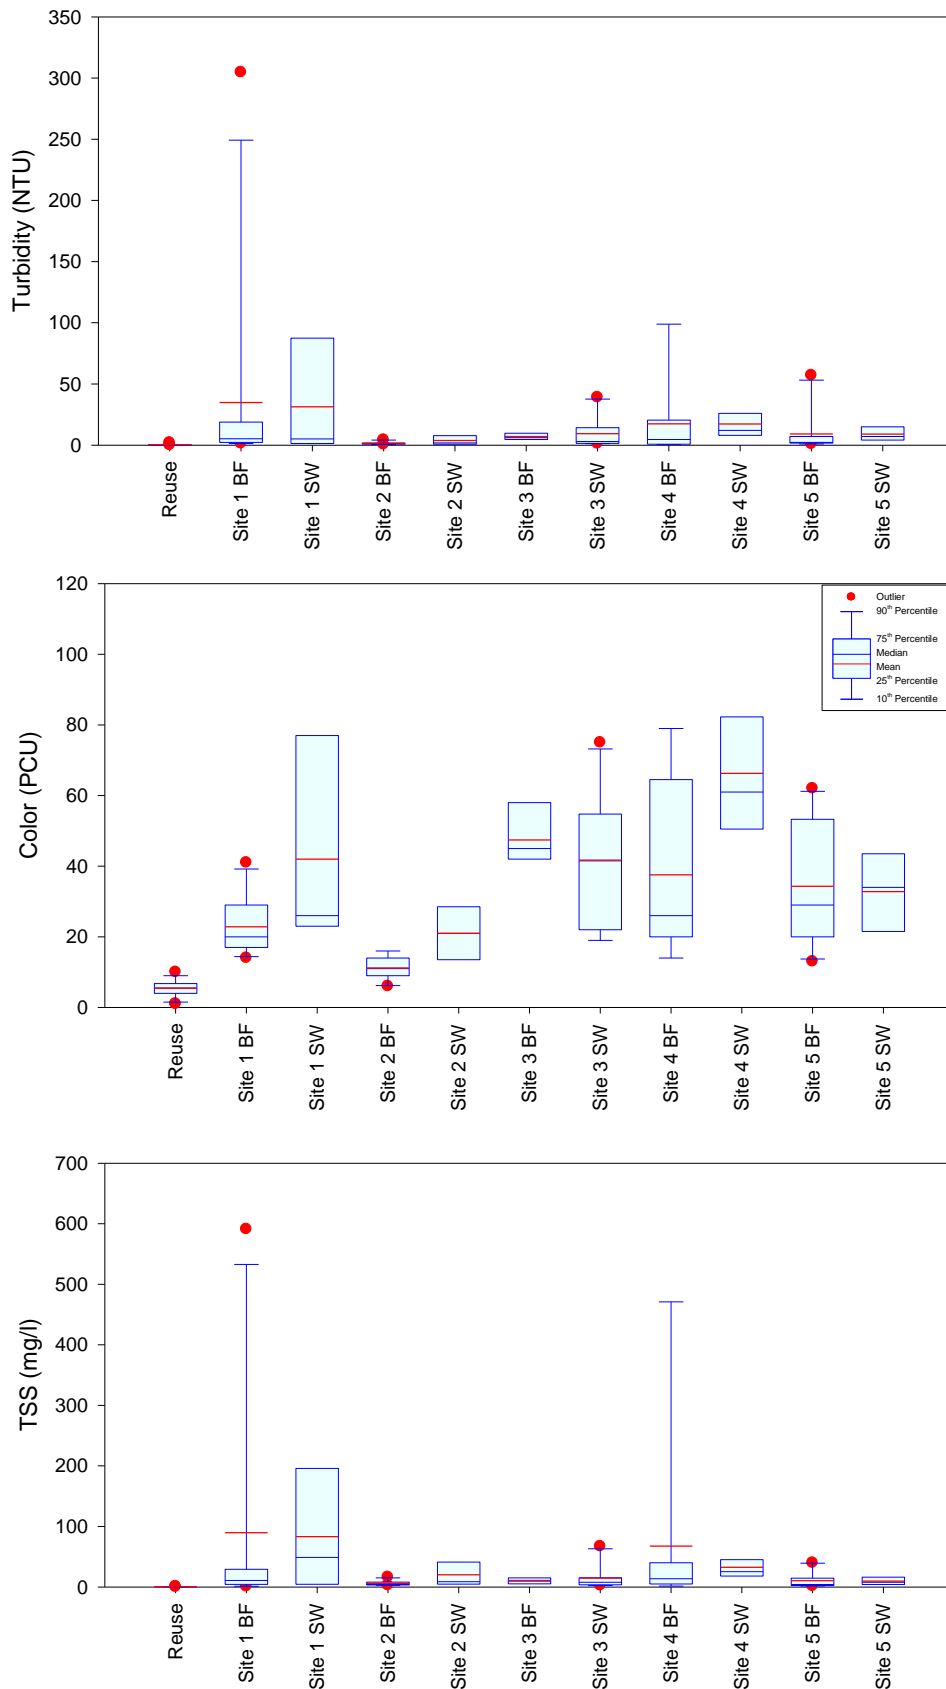 350
300
250
200
150
100
50
0
Turbidity (NTU)
Reuse
Site 1 BF
Site 1 SW
Site 2 BF
Site 2 SW
Site 3 BF
Site 3 SW
Site 4 BF
Site 4 SW
Site 5 BF
Site 5 SW
120
100
80
60
40
20
0
Color (PCU)
Outlier
90th Percentile
75th Percentile
Median
Mean
25th Percentile
10th Percentile
Reuse
Site 1 BF
Site 1 SW
Site 2 BF
Site 2 SW
Site 3 BF
Site 3 SW
Site 4 BF
Site 4 SW
Site 5 BF
Site 5 SW
700
600
500
400
300
200
100
0
TSS (mg/l)
Reuse
Site 1 BF
Site 1 SW
Site 2 BF
Site 2 SW
Site 3 BF
Site 3 SW
Site 4 BF
Site 4 SW
Site 5 BF
Site 5 SW